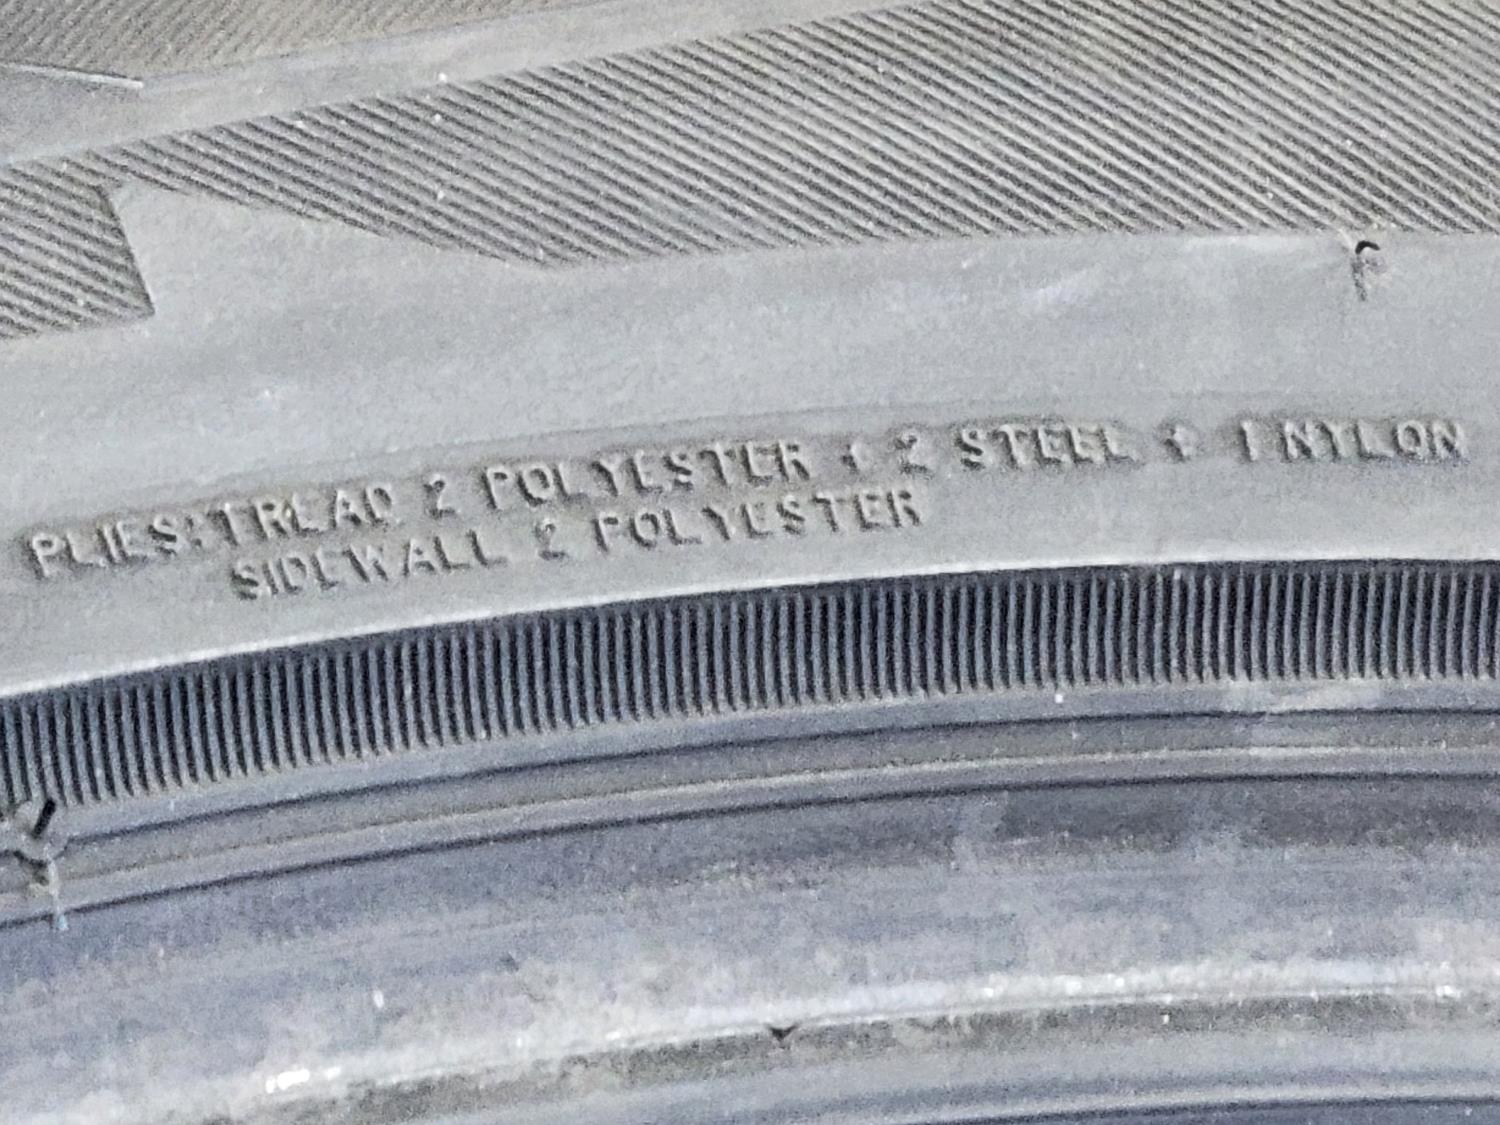 PLIES:TREAD 2 POLYESTER + 2 STEEL + 1 NYLON
SIDEWALL 2 POLYESTER